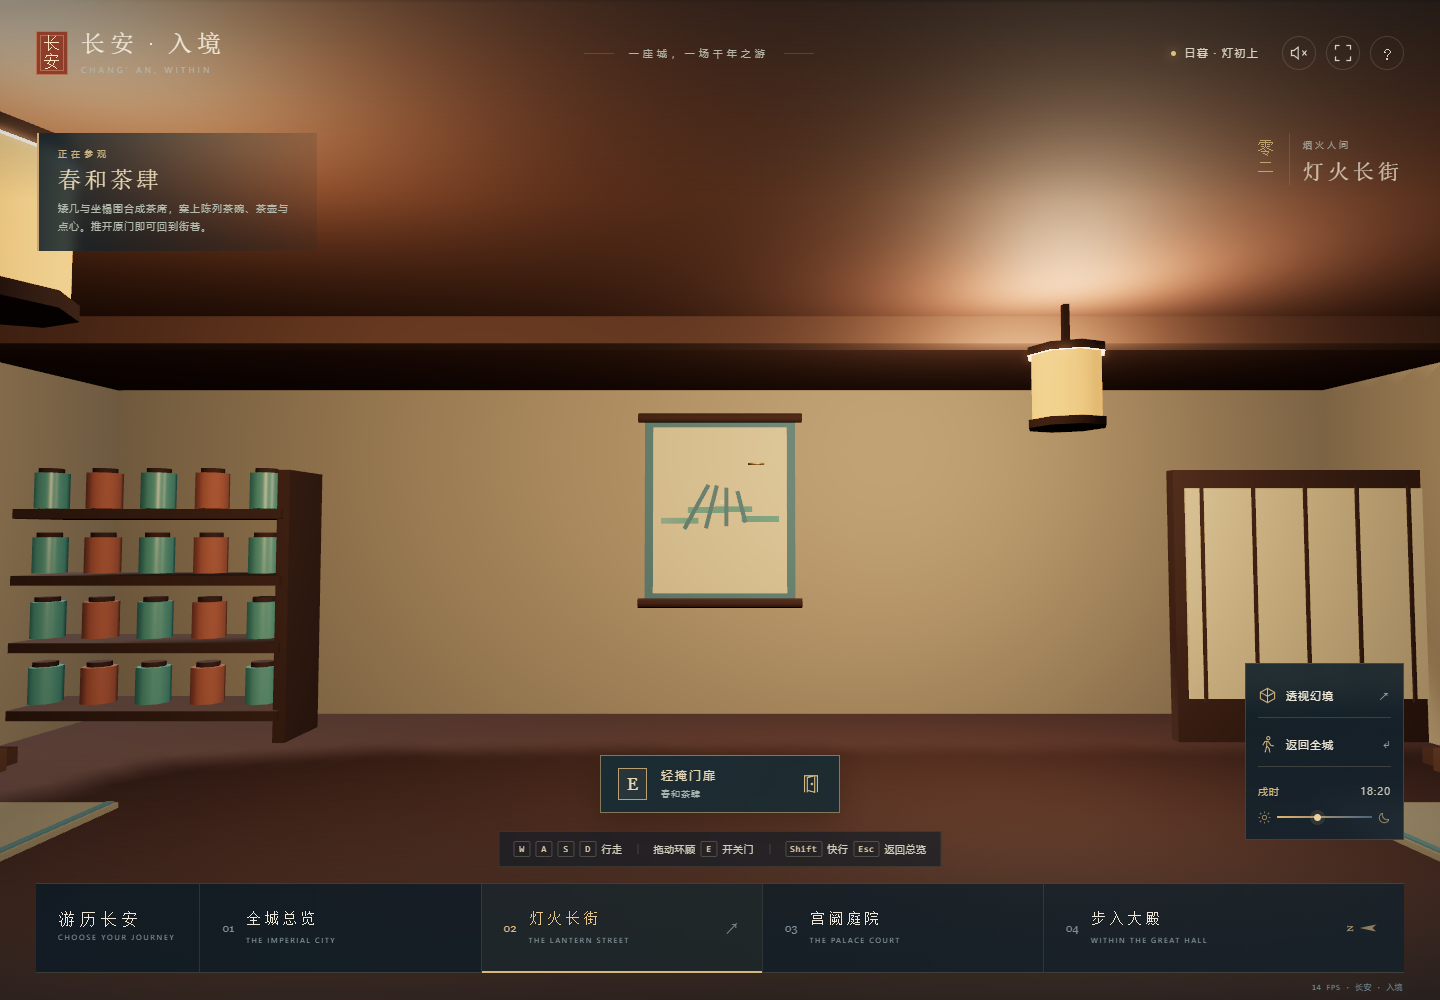 长安
长安 · 入境
CHANG' AN, WITHIN
一座城，一场千年之游
日暮 · 灯初上
?
正在参观
春和茶肆
矮几与坐榻围合成茶席，案上陈列茶碗、茶壶与
点心。推开原门即可回到街巷。
零二
烟火人间
灯火长街
透视幻境
返回全城
戌时 18:20
E 轻掩门扉
春和茶肆
W A S D 行走 拖动环顾 E 开关门 Shift 快行 Esc 返回总览
游历长安
CHOOSE YOUR JOURNEY
01 全城总览
THE IMPERIAL CITY
02 灯火长街
THE LANTERN STREET
03 宫阙庭院
THE PALACE COURT
04 步入大殿
WITHIN THE GREAT HALL
N
14 FPS · 长安 · 入境